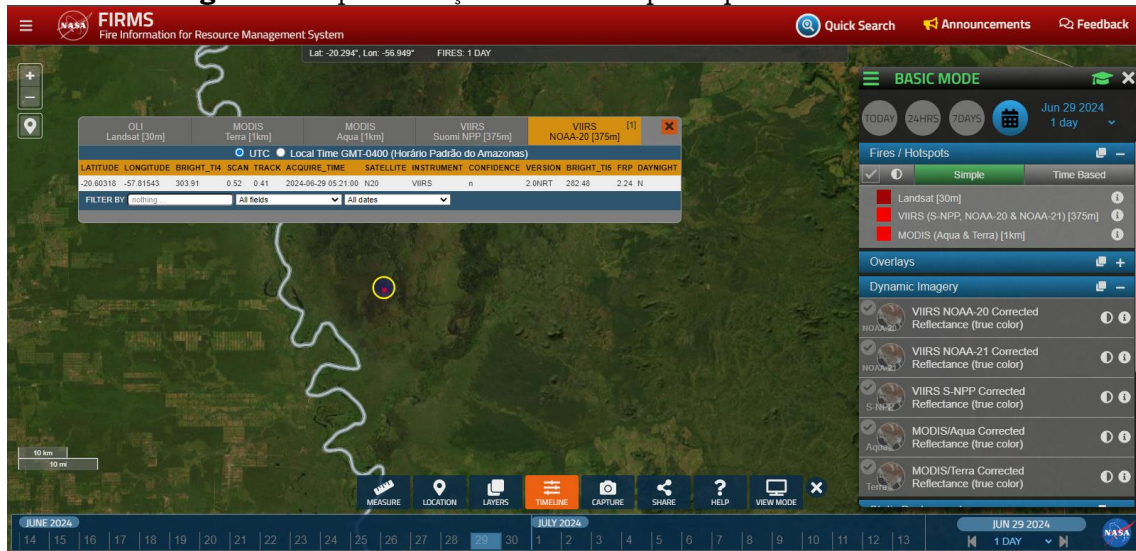 FIRMS
Fire Information for Resource Management System
Quick Search
Announcements
Feedback
Lat: -20.294°, Lon: -56.949° FIRES: 1 DAY
OLI Landsat [30m]
MODIS Terra [1km]
MODIS Aqua [1km]
VIIRS Suomi NPP [375m]
VIIRS NOAA-20 [375m] [1]
UTC Local Time GMT-0400 (Horário Padrão do Amazonas)
LATITUDE LONGITUDE BRIGHT_TI4 SCAN TRACK ACQUIRE_TIME SATELLITE INSTRUMENT CONFIDENCE VERSION BRIGHT_TI5 FRP DAYNIGHT
-20.60318 -57.81543 303.91 0.52 0.41 2024-06-29 05:21:00 N20 VIIRS n 2.0NRT 282.48 2.24 N
FILTER BY nothing ... All fields All dates
BASIC MODE
TODAY 24HRS 7DAYS
Jun 29 2024
1 day
Fires / Hotspots
Simple Time Based
Landsat [30m]
VIIRS (S-NPP, NOAA-20 & NOAA-21) [375m]
MODIS (Aqua & Terra) [1km]
Overlays
Dynamic Imagery
VIIRS NOAA-20 Corrected
Reflectance (true color)
NOAA-20
VIIRS NOAA-21 Corrected
Reflectance (true color)
NOAA-21
VIIRS S-NPP Corrected
Reflectance (true color)
S-NPP
MODIS/Aqua Corrected
Reflectance (true color)
Aqua
MODIS/Terra Corrected
Reflectance (true color)
Terra
10 km
10 mi
MEASURE LOCATION LAYERS TIMELINE CAPTURE SHARE HELP VIEW MODE
JUNE 2024 JULY 2024 JUN 29 2024
14 15 16 17 18 19 20 21 22 23 24 25 26 27 28 29 30 1 2 3 4 5 6 7 8 9 10 11 12 13 1 DAY
NASA